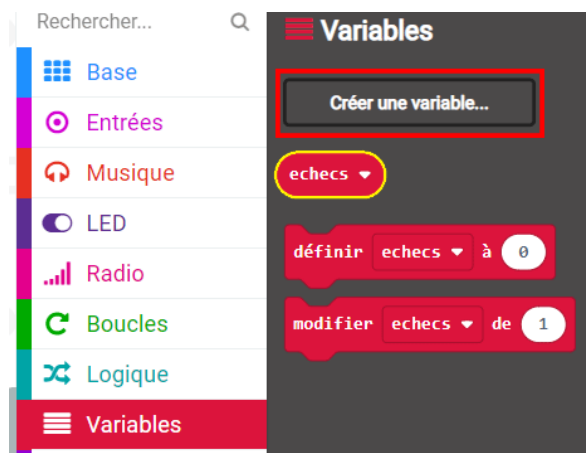 Rechercher...
Base
Entrées
Musique
LED
Radio
Boucles
Logique
Variables
Variables
Créer une variable...
echecs
définir echecs à 0
modifier echecs de 1